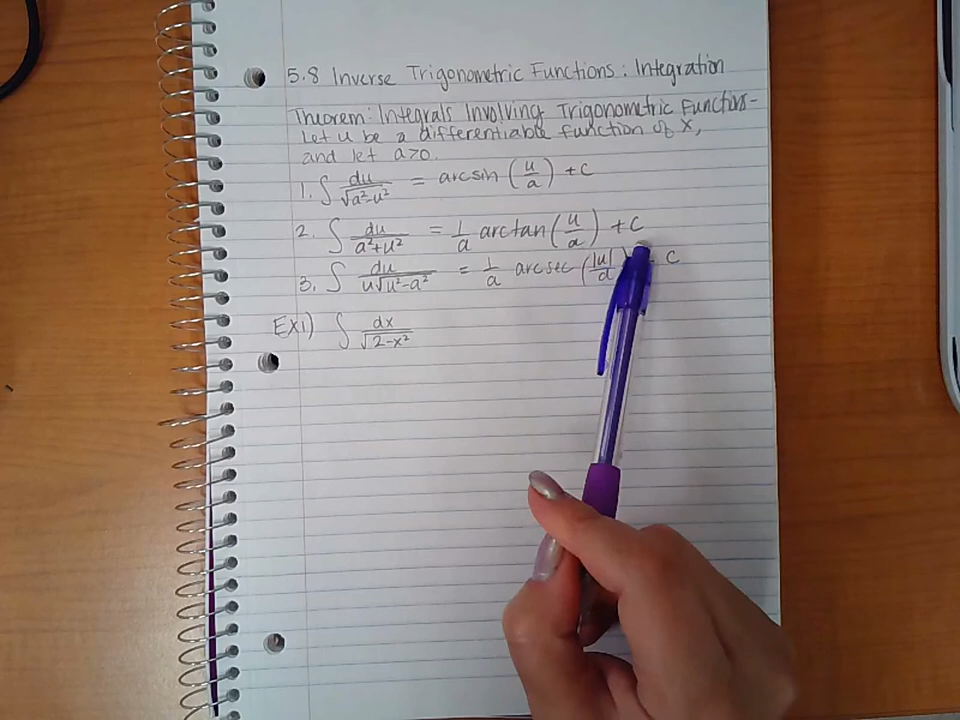 5.8 Inverse Trigonometric Functions: Integration
Theorem: Integrals Involving Trigonometric Functions-
Let u be a differentiable function of x,
and let a>0.
1. ∫ du/√(a²-u²) = arcsin (u/a) +C
2. ∫ du/(a²+u²) = 1/a arctan (u/a) +C
3. ∫ du/(u√(u²-a²)) = 1/a arcsec (|u|/a) + C
EX1) ∫ dx/√(2-x²)